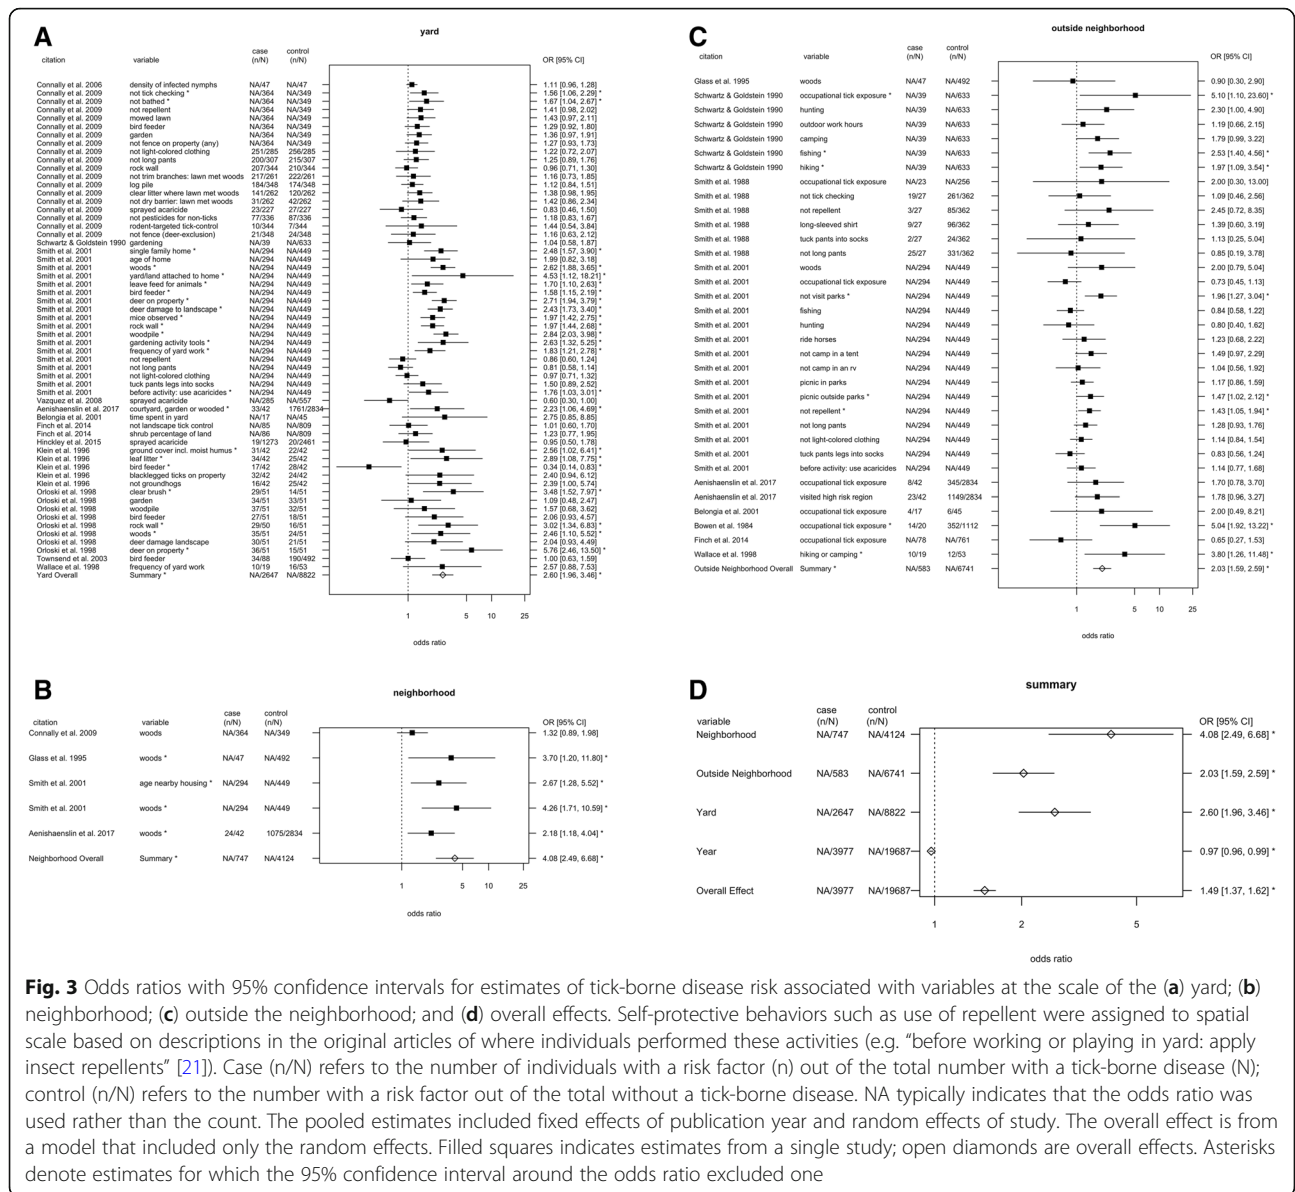 A
yard
citation variable case (n/N) control (n/N) OR [95% CI]
Connally et al. 2006 density of infected nymphs NA/47 NA/47 1.11 [0.96, 1.28]
Connally et al. 2009 not tick checking * NA/364 NA/349 1.56 [1.06, 2.29] *
Connally et al. 2009 not bathed * NA/364 NA/349 1.67 [1.04, 2.67] *
Connally et al. 2009 not repellent NA/364 NA/349 1.41 [0.98, 2.02]
Connally et al. 2009 mowed lawn NA/364 NA/349 1.43 [0.97, 2.11]
Connally et al. 2009 bird feeder NA/364 NA/349 1.29 [0.92, 1.80]
Connally et al. 2009 garden NA/364 NA/349 1.36 [0.97, 1.91]
Connally et al. 2009 not fence on property (any) NA/364 NA/349 1.27 [0.93, 1.73]
Connally et al. 2009 not light-colored clothing 251/285 256/285 1.22 [0.72, 2.07]
Connally et al. 2009 not long pants 200/307 215/307 1.25 [0.89, 1.76]
Connally et al. 2009 rock wall 207/344 210/344 0.96 [0.71, 1.30]
Connally et al. 2009 not trim branches: lawn met woods 217/261 222/261 1.16 [0.73, 1.85]
Connally et al. 2009 log pile 184/348 174/348 1.12 [0.84, 1.51]
Connally et al. 2009 clear litter where lawn met woods 141/262 120/262 1.38 [0.98, 1.95]
Connally et al. 2009 not dry barrier: lawn met woods 31/262 42/262 1.42 [0.86, 2.34]
Connally et al. 2009 sprayed acaricide 23/227 27/227 0.83 [0.46, 1.50]
Connally et al. 2009 not pesticides for non-ticks 77/336 87/336 1.18 [0.83, 1.67]
Connally et al. 2009 rodent-targeted tick-control 10/344 7/344 1.44 [0.54, 3.84]
Connally et al. 2009 not fence (deer-exclusion) 21/348 24/348 1.16 [0.63, 2.12]
Schwartz & Goldstein 1990 gardening NA/39 NA/633 1.04 [0.58, 1.87]
Smith et al. 2001 single family home * NA/294 NA/449 2.48 [1.57, 3.90] *
Smith et al. 2001 age of home NA/294 NA/449 1.99 [0.82, 3.18]
Smith et al. 2001 woods * NA/294 NA/449 2.62 [1.88, 3.65] *
Smith et al. 2001 yard/land attached to home * NA/294 NA/449 4.53 [1.12, 18.21] *
Smith et al. 2001 leave feed for animals * NA/294 NA/449 1.70 [1.10, 2.63] *
Smith et al. 2001 bird feeder * NA/294 NA/449 1.58 [1.15, 2.19] *
Smith et al. 2001 deer on property * NA/294 NA/449 2.71 [1.94, 3.79] *
Smith et al. 2001 deer damage to landscape * NA/294 NA/449 2.43 [1.73, 3.40] *
Smith et al. 2001 mice observed * NA/294 NA/449 1.97 [1.42, 2.75] *
Smith et al. 2001 rock wall * NA/294 NA/449 1.97 [1.44, 2.68] *
Smith et al. 2001 woodpile * NA/294 NA/449 2.84 [2.03, 3.98] *
Smith et al. 2001 gardening activity tools * NA/294 NA/449 2.63 [1.32, 5.25] *
Smith et al. 2001 frequency of yard work * NA/294 NA/449 1.83 [1.21, 2.78] *
Smith et al. 2001 not repellent NA/294 NA/449 0.86 [0.60, 1.24]
Smith et al. 2001 not long pants NA/294 NA/449 0.81 [0.58, 1.14]
Smith et al. 2001 not light-colored clothing NA/294 NA/449 0.97 [0.71, 1.32]
Smith et al. 2001 tuck pants legs into socks NA/294 NA/449 1.50 [0.89, 2.52]
Smith et al. 2001 before activity: use acaricides * NA/294 NA/449 1.76 [1.03, 3.01] *
Vazquez et al. 2008 sprayed acaricide NA/285 NA/557 0.60 [0.30, 1.00]
Aenishaenslin et al. 2017 courtyard, garden or wooded * 33/42 1761/2834 2.23 [1.06, 4.69] *
Belongia et al. 2001 time spent in yard NA/17 NA/45 2.75 [0.85, 8.85]
Finch et al. 2014 not landscape tick control NA/85 NA/809 1.01 [0.60, 1.70]
Finch et al. 2014 shrub percentage of land NA/86 NA/809 1.23 [0.77, 1.95]
Hinckley et al. 2015 sprayed acaricide 19/1273 20/2461 0.95 [0.50, 1.78]
Klein et al. 1996 ground cover incl. moist humus * 31/42 22/42 2.56 [1.02, 6.41] *
Klein et al. 1996 leaf litter * 34/42 25/42 2.89 [1.08, 7.75] *
Klein et al. 1996 bird feeder * 17/42 28/42 0.34 [0.14, 0.83] *
Klein et al. 1996 blacklegged ticks on property 32/42 24/42 2.40 [0.94, 6.12]
Klein et al. 1996 not groundhogs 16/42 25/42 2.39 [1.00, 5.74]
Orloski et al. 1998 clear brush * 29/51 14/51 3.48 [1.52, 7.97] *
Orloski et al. 1998 garden 34/51 33/51 1.09 [0.48, 2.47]
Orloski et al. 1998 woodpile 37/51 32/51 1.57 [0.68, 3.62]
Orloski et al. 1998 bird feeder 27/51 18/51 2.06 [0.93, 4.57]
Orloski et al. 1998 rock wall * 29/50 16/51 3.02 [1.34, 6.83] *
Orloski et al. 1998 woods * 35/51 24/51 2.46 [1.10, 5.52] *
Orloski et al. 1998 deer damage landscape 30/51 21/51 2.04 [0.93, 4.49]
Orloski et al. 1998 deer on property * 36/51 15/51 5.76 [2.46, 13.50] *
Townsend et al. 2003 bird feeder 34/88 190/492 1.00 [0.63, 1.59]
Wallace et al. 1998 frequency of yard work 10/19 16/53 2.57 [0.88, 7.53]
Yard Overall Summary * NA/2647 NA/8822 2.60 [1.96, 3.46] *
1 5 10 25
odds ratio
B
neighborhood
citation variable case (n/N) control (n/N) OR [95% CI]
Connally et al. 2009 woods NA/364 NA/349 1.32 [0.89, 1.98]
Glass et al. 1995 woods * NA/47 NA/492 3.70 [1.20, 11.80] *
Smith et al. 2001 age nearby housing * NA/294 NA/449 2.67 [1.28, 5.52] *
Smith et al. 2001 woods * NA/294 NA/449 4.26 [1.71, 10.59] *
Aenishaenslin et al. 2017 woods * 24/42 1075/2834 2.18 [1.18, 4.04] *
Neighborhood Overall Summary * NA/747 NA/4124 4.08 [2.49, 6.68] *
1 5 10 25
odds ratio
C
outside neighborhood
citation variable case (n/N) control (n/N) OR [95% CI]
Glass et al. 1995 woods NA/47 NA/492 0.90 [0.30, 2.90]
Schwartz & Goldstein 1990 occupational tick exposure * NA/39 NA/633 5.10 [1.10, 23.60] *
Schwartz & Goldstein 1990 hunting NA/39 NA/633 2.30 [1.00, 4.90]
Schwartz & Goldstein 1990 outdoor work hours NA/39 NA/633 1.19 [0.66, 2.15]
Schwartz & Goldstein 1990 camping NA/39 NA/633 1.79 [0.99, 3.22]
Schwartz & Goldstein 1990 fishing * NA/39 NA/633 2.53 [1.40, 4.56] *
Schwartz & Goldstein 1990 hiking * NA/39 NA/633 1.97 [1.09, 3.54] *
Smith et al. 1988 occupational tick exposure NA/23 NA/256 2.00 [0.30, 13.00]
Smith et al. 1988 not tick checking 19/27 261/362 1.09 [0.46, 2.56]
Smith et al. 1988 not repellent 3/27 85/362 2.45 [0.72, 8.35]
Smith et al. 1988 long-sleeved shirt 9/27 96/362 1.39 [0.60, 3.19]
Smith et al. 1988 tuck pants into socks 2/27 24/362 1.13 [0.25, 5.04]
Smith et al. 1988 not long pants 25/27 331/362 0.85 [0.19, 3.78]
Smith et al. 2001 woods NA/294 NA/449 2.00 [0.79, 5.04]
Smith et al. 2001 occupational tick exposure NA/294 NA/449 0.73 [0.45, 1.13]
Smith et al. 2001 not visit parks * NA/294 NA/449 1.96 [1.27, 3.04] *
Smith et al. 2001 fishing NA/294 NA/449 0.84 [0.58, 1.22]
Smith et al. 2001 hunting NA/294 NA/449 0.80 [0.40, 1.62]
Smith et al. 2001 ride horses NA/294 NA/449 1.23 [0.68, 2.22]
Smith et al. 2001 not camp in a tent NA/294 NA/449 1.49 [0.97, 2.29]
Smith et al. 2001 not camp in an rv NA/294 NA/449 1.04 [0.56, 1.92]
Smith et al. 2001 picnic in parks NA/294 NA/449 1.17 [0.86, 1.59]
Smith et al. 2001 picnic outside parks * NA/294 NA/449 1.47 [1.02, 2.12] *
Smith et al. 2001 not repellent * NA/294 NA/449 1.43 [1.05, 1.94] *
Smith et al. 2001 not long pants NA/294 NA/449 1.28 [0.93, 1.76]
Smith et al. 2001 not light-colored clothing NA/294 NA/449 1.14 [0.84, 1.54]
Smith et al. 2001 tuck pants legs into socks NA/294 NA/449 0.83 [0.56, 1.24]
Smith et al. 2001 before activity: use acaricides NA/294 NA/449 1.14 [0.77, 1.68]
Aenishaenslin et al. 2017 occupational tick exposure 8/42 345/2834 1.70 [0.78, 3.70]
Aenishaenslin et al. 2017 visited high risk region 23/42 1149/2834 1.78 [0.96, 3.27]
Belongia et al. 2001 occupational tick exposure 4/17 6/45 2.00 [0.49, 8.21]
Bowen et al. 1984 occupational tick exposure * 14/20 352/1112 5.04 [1.92, 13.22] *
Finch et al. 2014 occupational tick exposure NA/78 NA/761 0.65 [0.27, 1.53]
Wallace et al. 1998 hiking or camping * 10/19 12/53 3.80 [1.26, 11.48] *
Outside Neighborhood Overall Summary * NA/583 NA/6741 2.03 [1.59, 2.59] *
1 5 10 25
odds ratio
D
summary
variable case (n/N) control (n/N) OR [95% CI]
Neighborhood NA/747 NA/4124 4.08 [2.49, 6.68] *
Outside Neighborhood NA/583 NA/6741 2.03 [1.59, 2.59] *
Yard NA/2647 NA/8822 2.60 [1.96, 3.46] *
Year NA/3977 NA/19687 0.97 [0.96, 0.99] *
Overall Effect NA/3977 NA/19687 1.49 [1.37, 1.62] *
1 2 5
odds ratio
Fig. 3 Odds ratios with 95% confidence intervals for estimates of tick-borne disease risk associated with variables at the scale of the (a) yard; (b)
neighborhood; (c) outside the neighborhood; and (d) overall effects. Self-protective behaviors such as use of repellent were assigned to spatial
scale based on descriptions in the original articles of where individuals performed these activities (e.g. “before working or playing in yard: apply
insect repellents” [21]). Case (n/N) refers to the number of individuals with a risk factor (n) out of the total number with a tick-borne disease (N);
control (n/N) refers to the number with a risk factor out of the total without a tick-borne disease. NA typically indicates that the odds ratio was
used rather than the count. The pooled estimates included fixed effects of publication year and random effects of study. The overall effect is from
a model that included only the random effects. Filled squares indicates estimates from a single study; open diamonds are overall effects. Asterisks
denote estimates for which the 95% confidence interval around the odds ratio excluded one